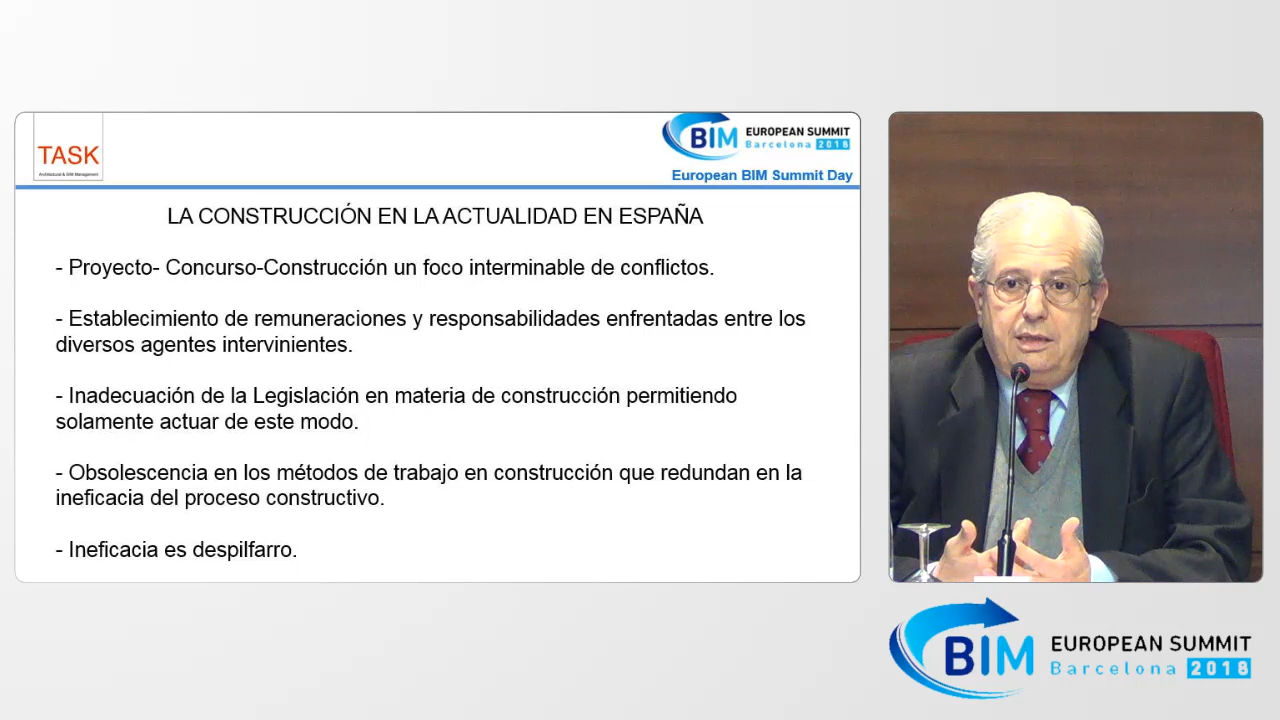 TASK
Architectural & BIM Management
BIM EUROPEAN SUMMIT
Barcelona 2018
European BIM Summit Day
LA CONSTRUCCIÓN EN LA ACTUALIDAD EN ESPAÑA
- Proyecto- Concurso-Construcción un foco interminable de conflictos.
- Establecimiento de remuneraciones y responsabilidades enfrentadas entre los
diversos agentes intervinientes.
- Inadecuación de la Legislación en materia de construcción permitiendo
solamente actuar de este modo.
- Obsolescencia en los métodos de trabajo en construcción que redundan en la
ineficacia del proceso constructivo.
- Ineficacia es despilfarro.
BIM EUROPEAN SUMMIT
Barcelona 2018